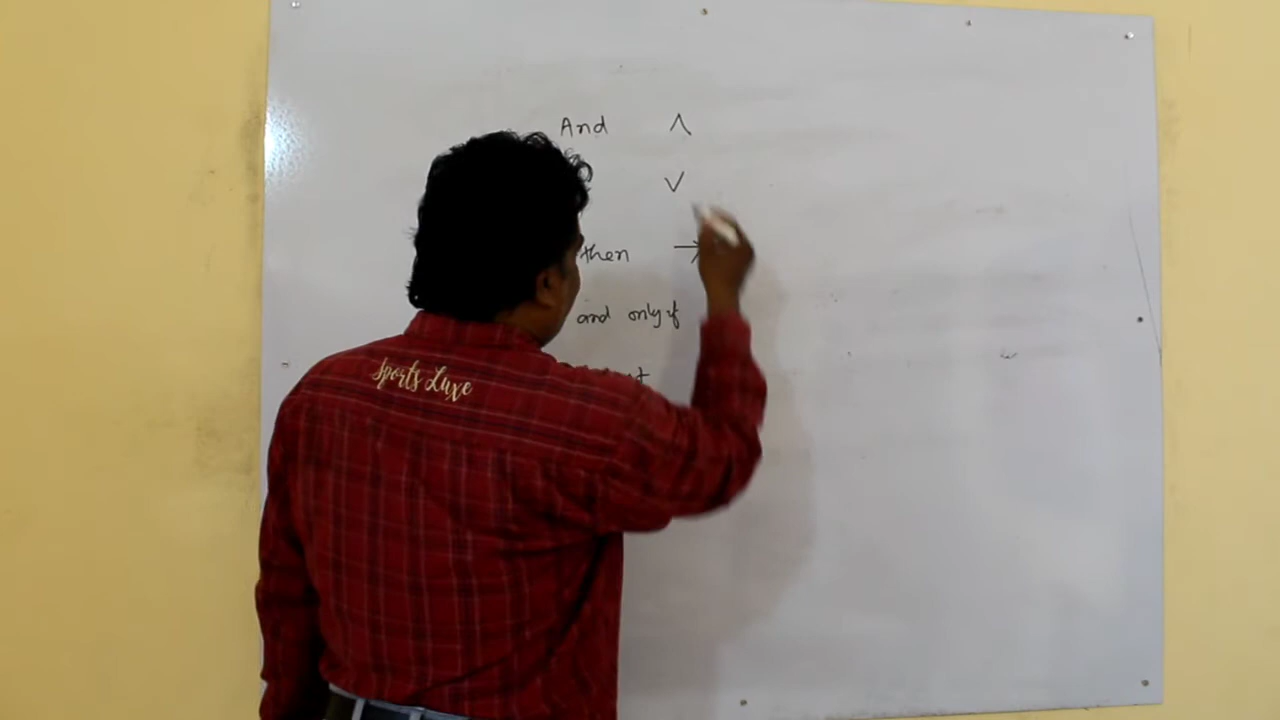 And ∧
∨
then →
and only if
Sports Luxe